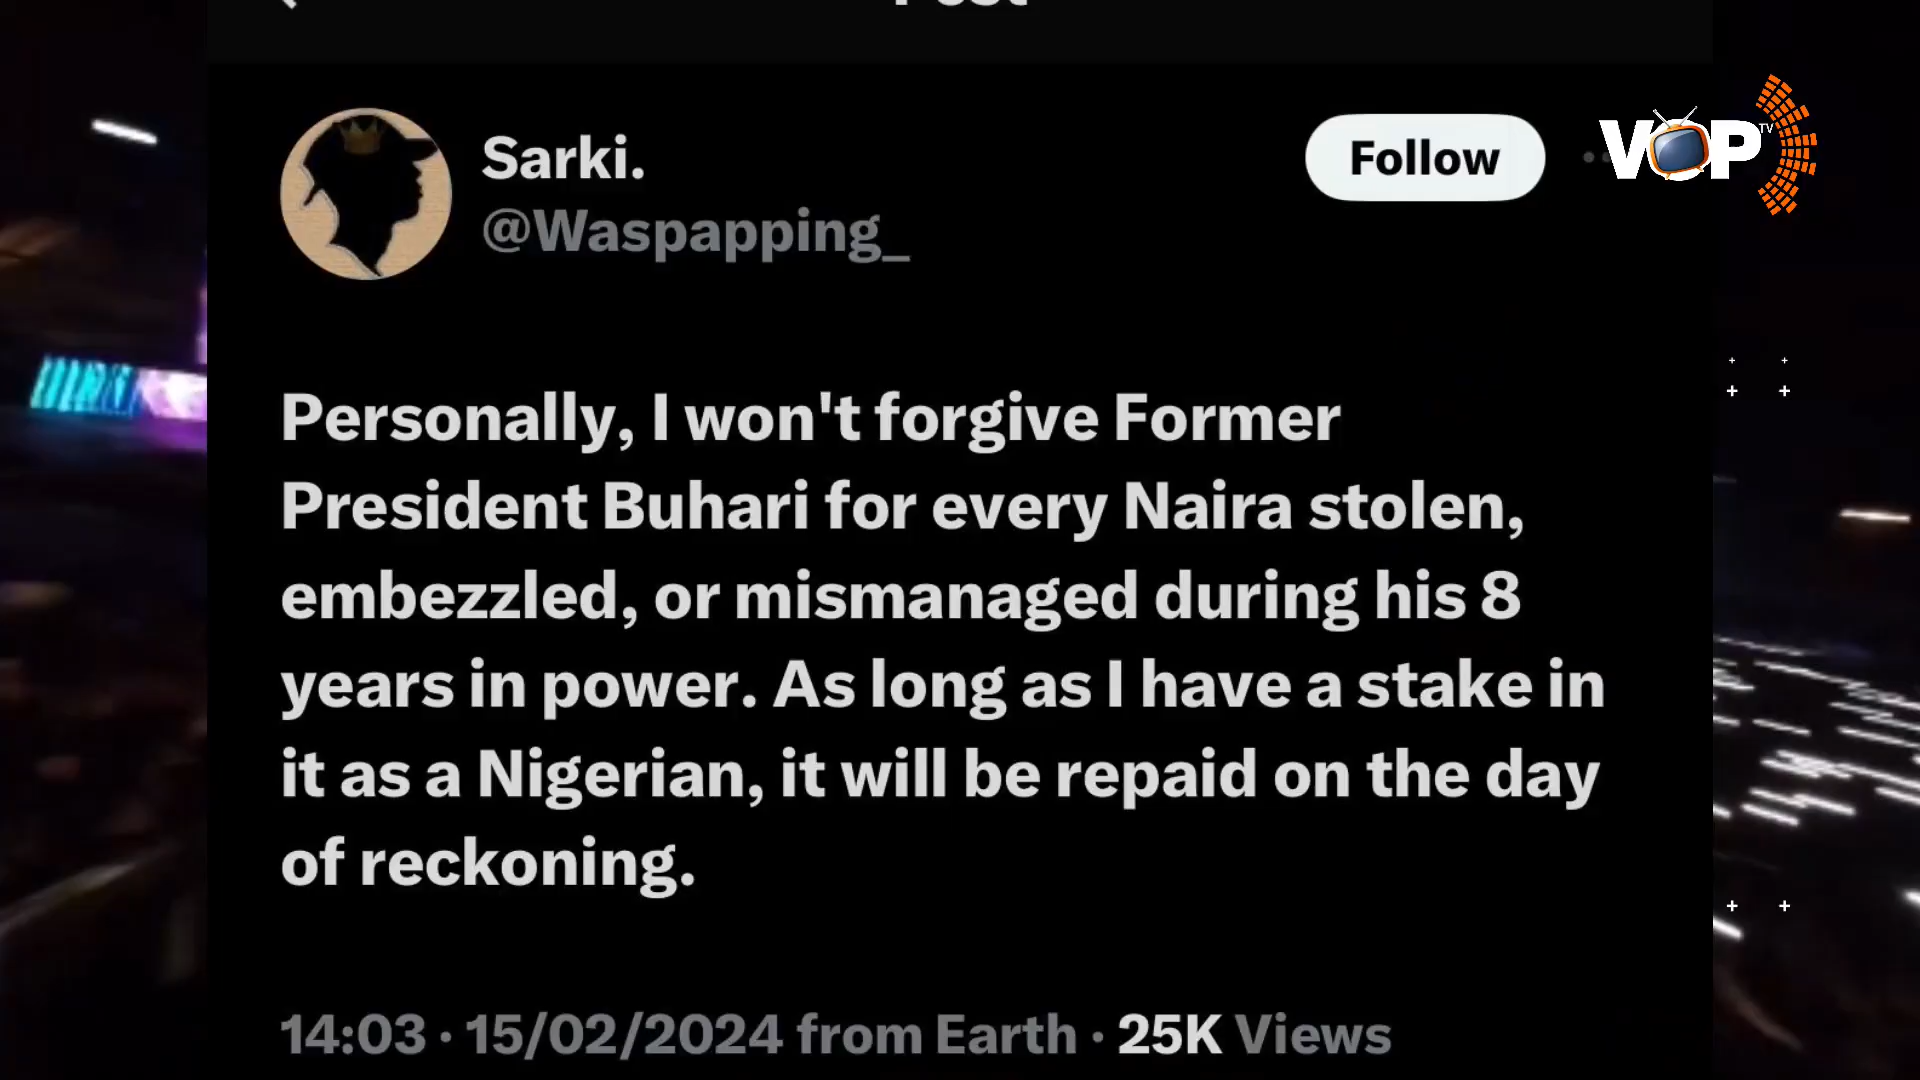 Post
Sarki.
@Waspapping_
Follow
VOP TV
Personally, I won't forgive Former
President Buhari for every Naira stolen,
embezzled, or mismanaged during his 8
years in power. As long as I have a stake in
it as a Nigerian, it will be repaid on the day
of reckoning.
14:03 · 15/02/2024 from Earth · 25K Views